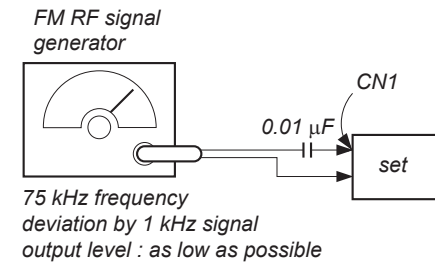 FM RF signal
generator
CN1
0.01 μF
set
75 kHz frequency
deviation by 1 kHz signal
output level : as low as possible